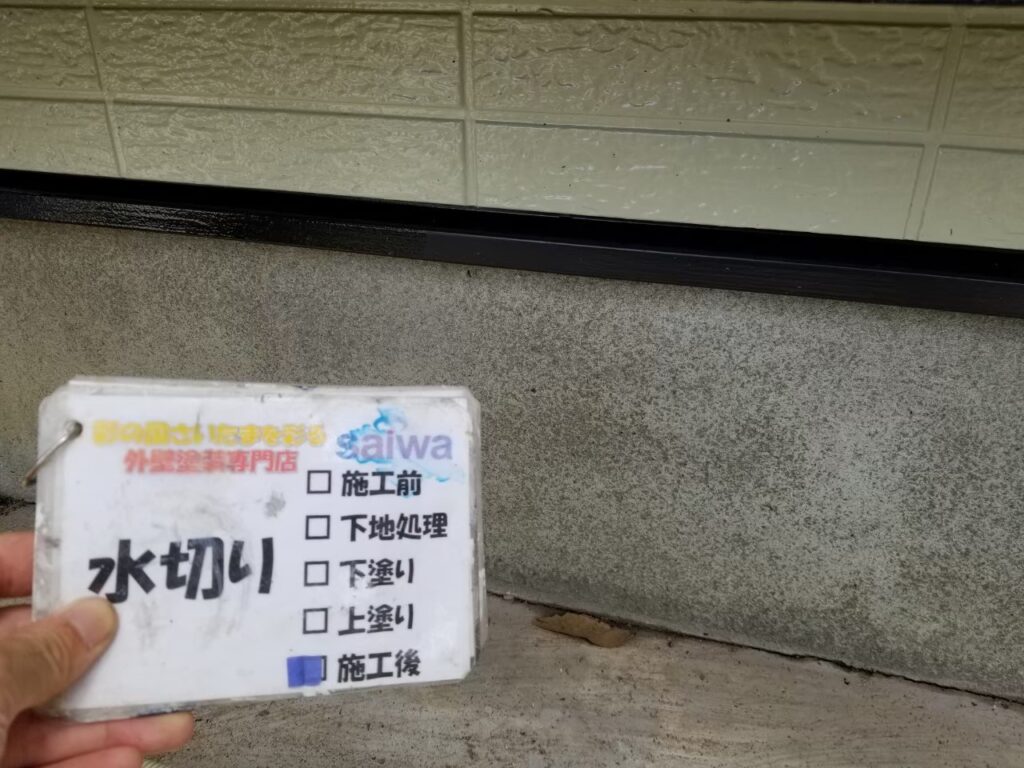 彩の国さいたまを彩る
外壁塗装専門店
saiwa
水切り
□ 施工前
□ 下地処理
□ 下塗り
□ 上塗り
施工後